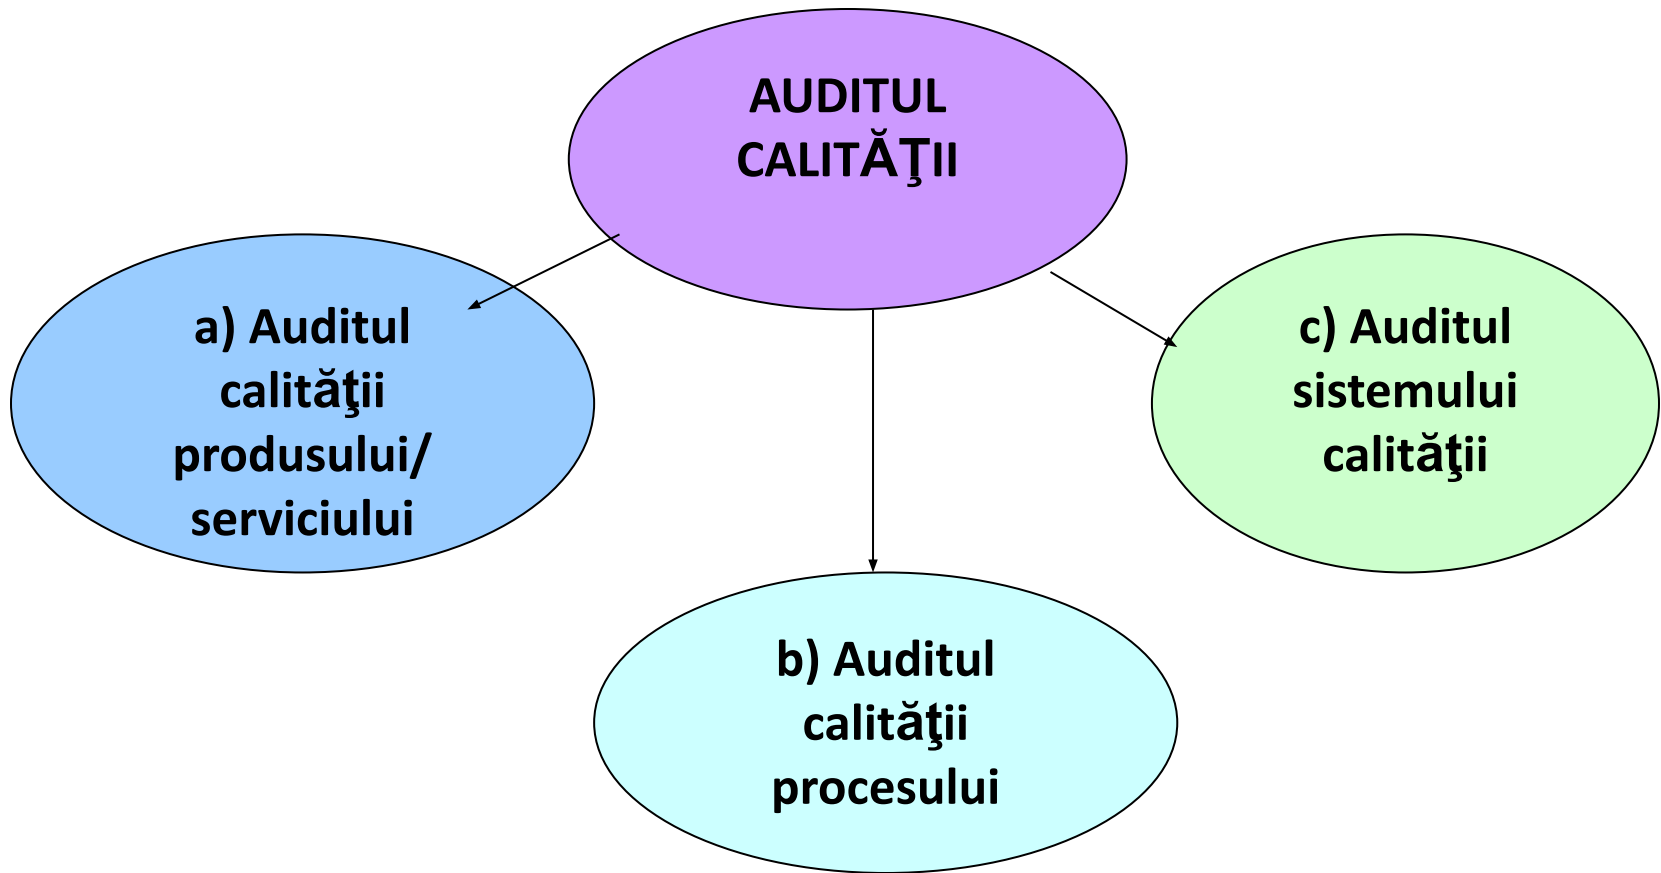 AUDITUL
CALITĂŢII
a) Auditul
calităţii
produsului/
serviciului
b) Auditul
calităţii
procesului
c) Auditul
sistemului
calităţii